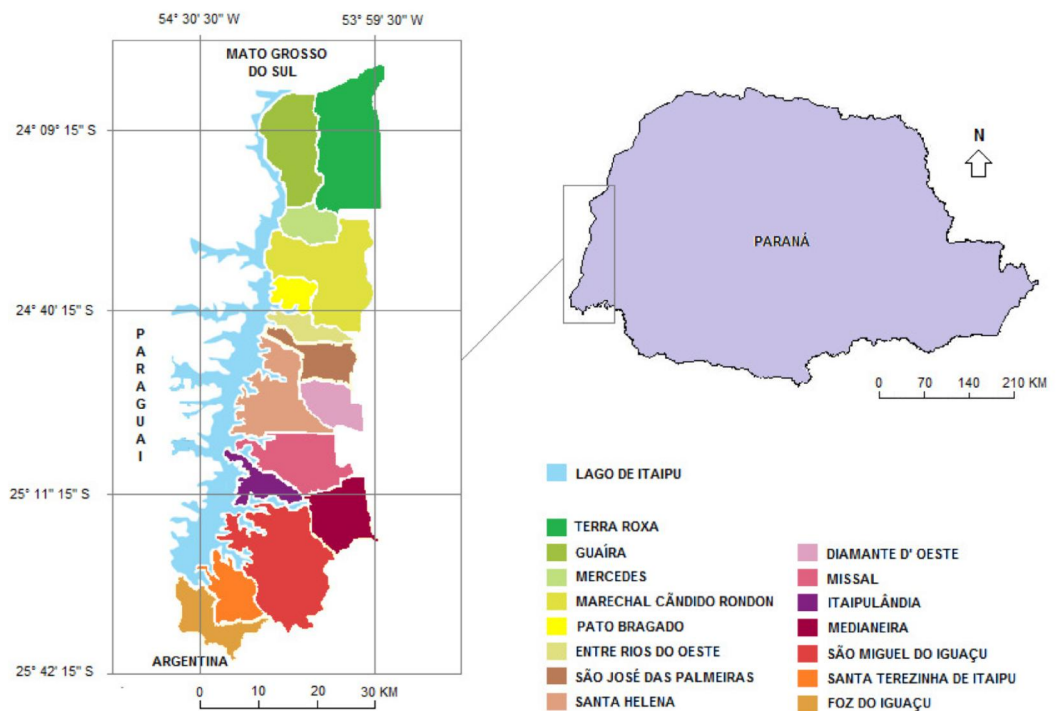 54° 30' 30" W
53° 59' 30" W
MATO GROSSO
DO SUL
24° 09' 15" S
24° 40' 15" S
25° 11' 15" S
25° 42' 15" S
PARAGUAI
ARGENTINA
0 10 20 30 KM
N
PARANÁ
0 70 140 210 KM
LAGO DE ITAIPU
TERRA ROXA
GUAÍRA
MERCEDES
MARECHAL CÃNDIDO RONDON
PATO BRAGADO
ENTRE RIOS DO OESTE
SÃO JOSÉ DAS PALMEIRAS
SANTA HELENA
DIAMANTE D' OESTE
MISSAL
ITAIPULÂNDIA
MEDIANEIRA
SÃO MIGUEL DO IGUAÇU
SANTA TEREZINHA DE ITAIPU
FOZ DO IGUAÇU